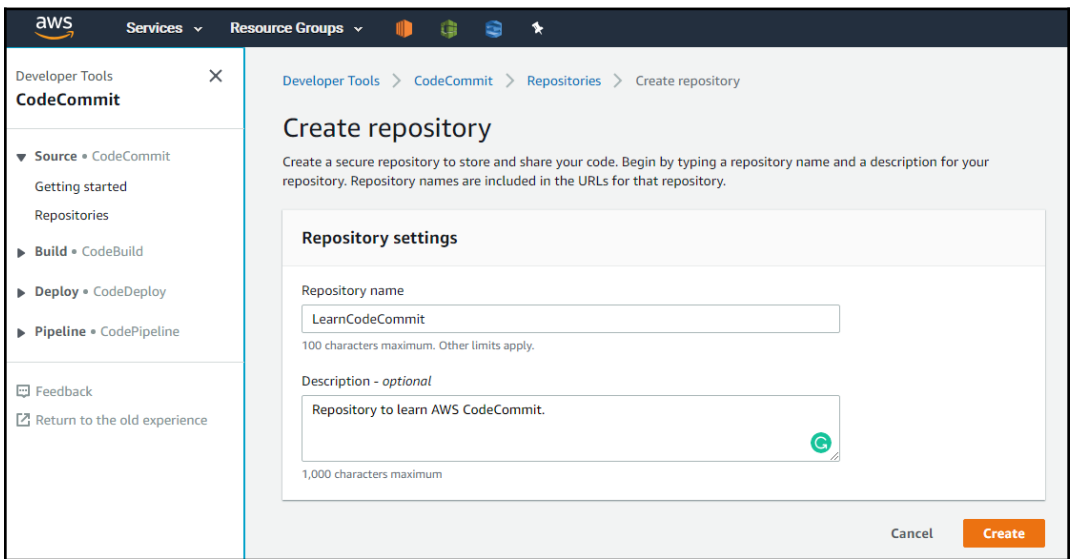 aws
Services
Resource Groups
Developer Tools
CodeCommit
Source • CodeCommit
Getting started
Repositories
Build • CodeBuild
Deploy • CodeDeploy
Pipeline • CodePipeline
Feedback
Return to the old experience
Developer Tools > CodeCommit > Repositories > Create repository
Create repository
Create a secure repository to store and share your code. Begin by typing a repository name and a description for your
repository. Repository names are included in the URLs for that repository.
Repository settings
Repository name
LearnCodeCommit
100 characters maximum. Other limits apply.
Description - optional
Repository to learn AWS CodeCommit.
1,000 characters maximum
Cancel
Create